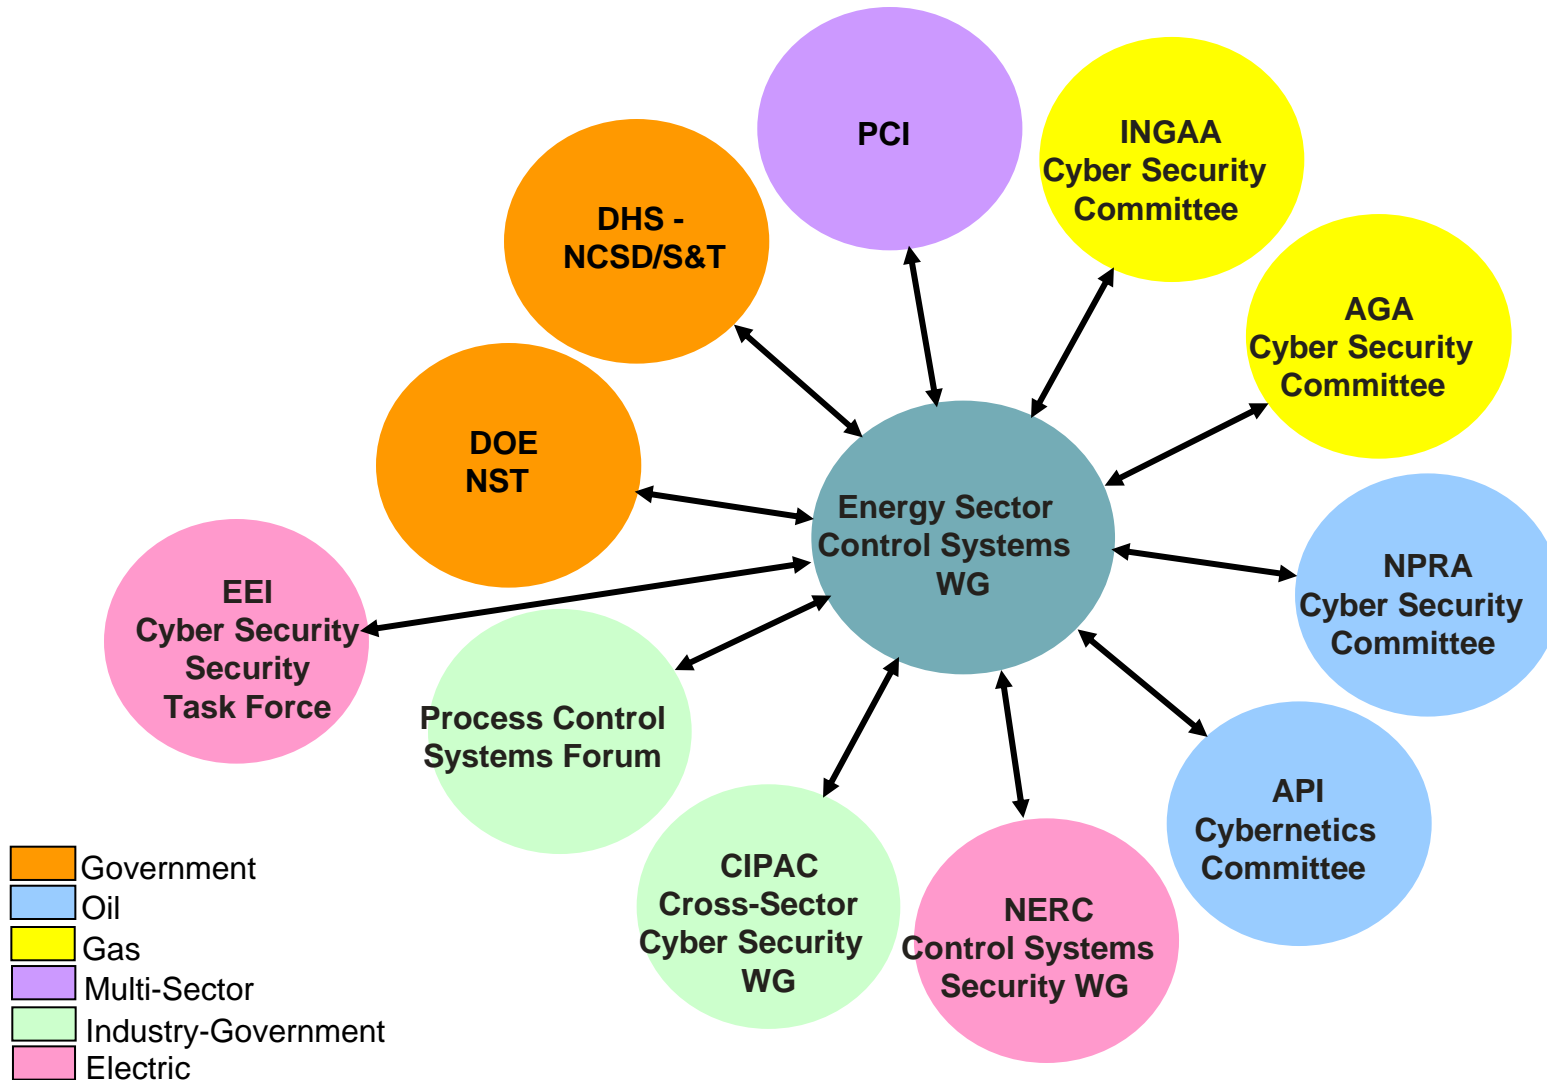 PCI
INGAA
Cyber Security
Committee
DHS -
NCSD/S&T
AGA
Cyber Security
Committee
DOE
NST
Energy Sector
Control Systems
WG
NPRA
Cyber Security
Committee
EEI
Cyber Security
Security
Task Force
Process Control
Systems Forum
API
Cybernetics
Committee
CIPAC
Cross-Sector
Cyber Security
WG
NERC
Control Systems
Security WG
Government
Oil
Gas
Multi-Sector
Industry-Government
Electric